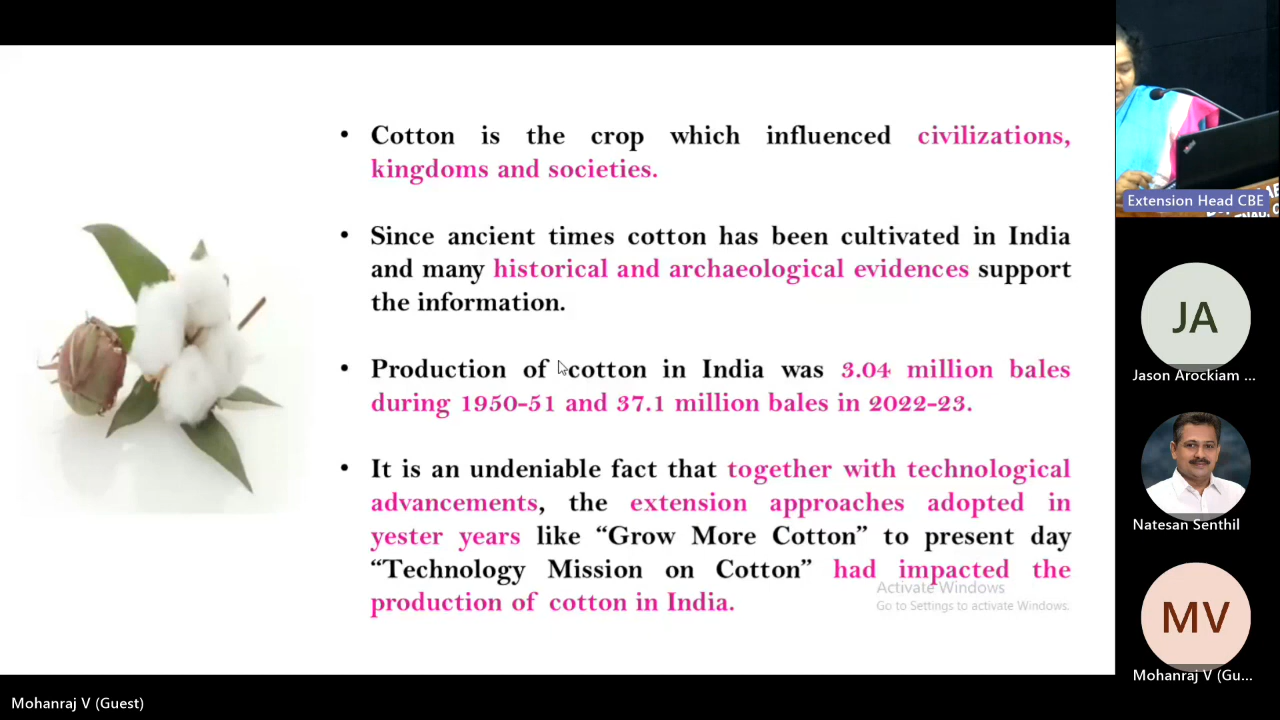 • Cotton is the crop which influenced civilizations,
kingdoms and societies.
• Since ancient times cotton has been cultivated in India
and many historical and archaeological evidences support
the information.
• Production of cotton in India was 3.04 million bales
during 1950-51 and 37.1 million bales in 2022-23.
• It is an undeniable fact that together with technological
advancements, the extension approaches adopted in
yester years like “Grow More Cotton” to present day
“Technology Mission on Cotton” had impacted the
production of cotton in India.
Activate Windows
Go to Settings to activate Windows.
Extension Head CBE
JA
Jason Arockiam ...
Natesan Senthil
MV
Mohanraj V (Gu...
Mohanraj V (Guest)